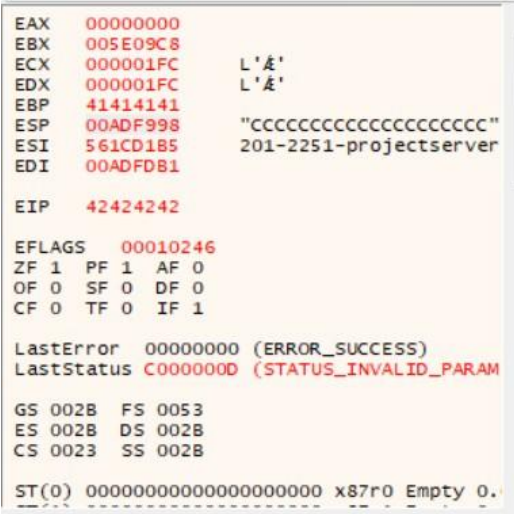 EAX 00000000
EBX 005E09C8
ECX 000001FC L'Ǽ'
EDX 000001FC L'Ǽ'
EBP 41414141
ESP 00ADF998 "CCCCCCCCCCCCCCCCCCCC"
ESI 561CD1B5 201-2251-projectserver
EDI 00ADFDB1
EIP 42424242
EFLAGS 00010246
ZF 1 PF 1 AF 0
OF 0 SF 0 DF 0
CF 0 TF 0 IF 1
LastError 00000000 (ERROR_SUCCESS)
LastStatus C000000D (STATUS_INVALID_PARAM
GS 002B FS 0053
ES 002B DS 002B
CS 0023 SS 002B
ST(0) 00000000000000000000 x87r0 Empty 0.